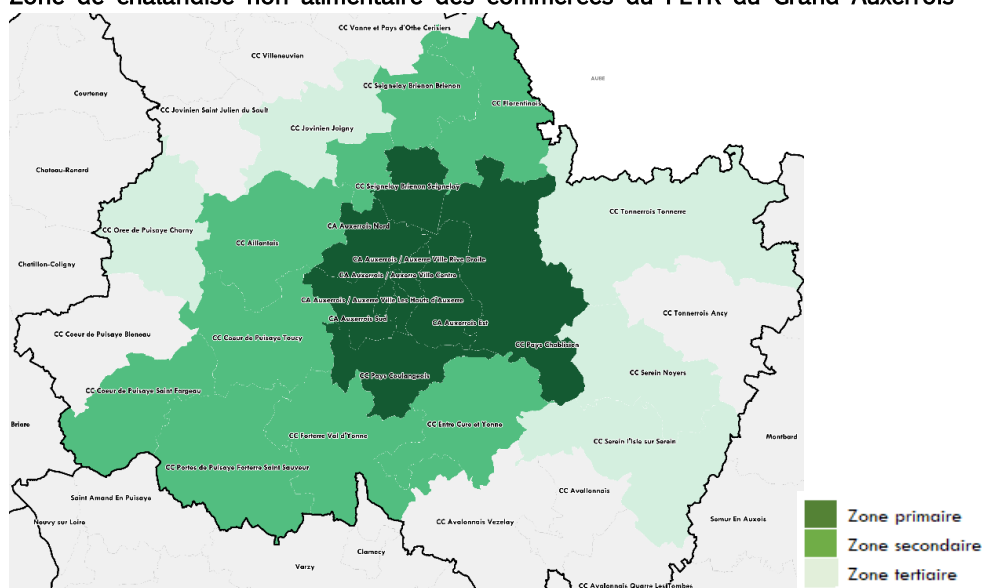 Zone de chalandise non alimentaire des commerces du PETR du Grand Auxerrois
CC Vanne et Pays d'Othe Cerisiers
CC Villeneuvien
AUBE
CC Seignelay Brienon Brienon
Courtenay
CC Florentinois
CC Jovinien Saint Julien du Sault
CC Jovinien Joigny
Chateau-Renard
CC Seignelay Brienon Seignelay
CC Tonnerrois Tonnerre
CA Auxerrois Nord
CC Oree de Puisaye Charny
CC Aillantais
CA Auxerrois / Auxerre Ville Rive Droite
Chatillon-Coligny
CA Auxerrois / Auxerre Ville Centre
CA Auxerrois / Auxerre Ville Les Hauts d'Auxerre
CC Tonnerrois Ancy
CA Auxerrois Sud
CA Auxerrois Est
CC Coeur de Puisaye Bleneau
CC Coeur de Puisaye Toucy
CC Pays Chablisien
CC Serein Noyers
CC Pays Coulangeois
CC Coeur de Puisaye Saint Fargeau
Briare
CC Entre Cure et Yonne
CC Forterre Val d'Yonne
Montbard
CC Serein l'Isle sur Serein
CC Portes de Puisaye Forterre Saint Sauveur
CC Avallonnais
Saint Amand En Puisaye
Neuvy sur Loire
CC Avalonnais Vezelay
Semur En Auxois
Zone primaire
Zone secondaire
Clamecy
Varzy
Zone tertiaire
CC Avalonnais Quarre Les Tombes